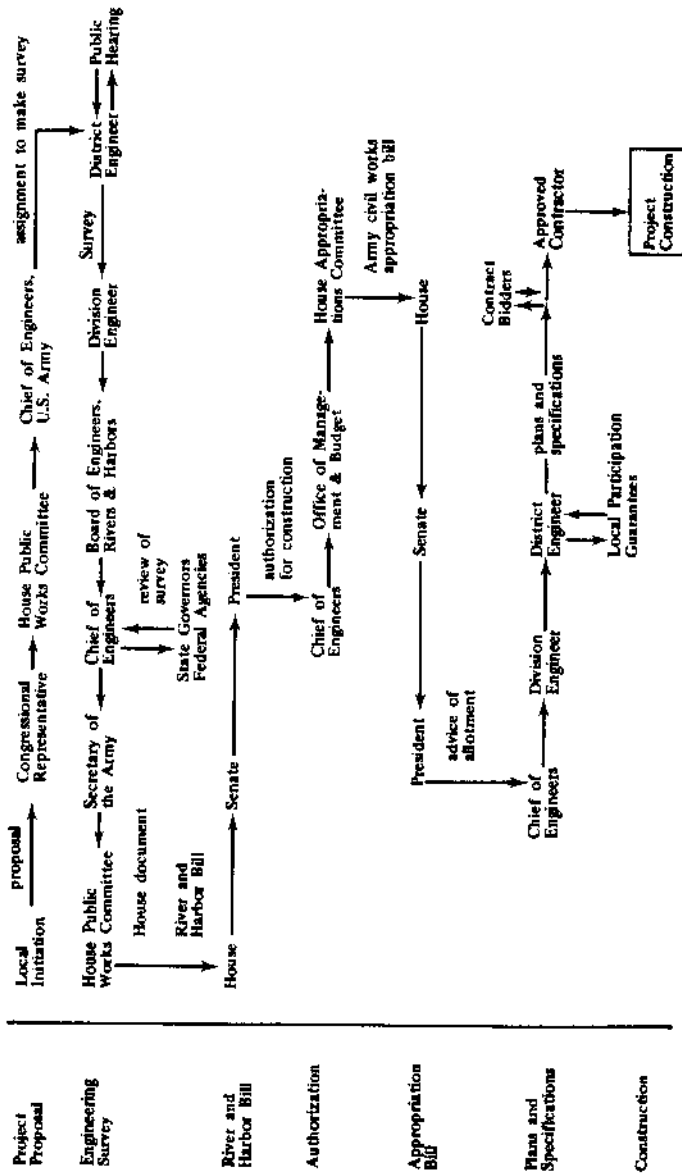 Project
Proposal
Local
Initiation
proposal
Congressional
Representative
House Public
Works Committee
Chief of Engineers,
U.S. Army
assignment to make survey
Engineering
Survey
House Public
Works Committee
Secretary of
the Army
Chief of
Engineers
Board of Engineers,
Rivers & Harbors
Division
Engineer
Survey
District
Engineer
Public
Hearing
House document
review of
survey
State Governors
Federal Agencies
River and
Harbor Bill
River and
Harbor Bill
House
Senate
President
authorization
for construction
Authorization
Chief of
Engineers
Office of Manage-
ment & Budget
House Appropria-
tions Committee
Army civil works
appropriation bill
Appropriation
Bill
President
Senate
House
advice of
allotment
Plans and
Specifications
Chief of
Engineers
Division
Engineer
District
Engineer
plans and
specifications
Contract
Bidders
Approved
Contractor
Local Participation
Guarantees
Construction
Project
Construction